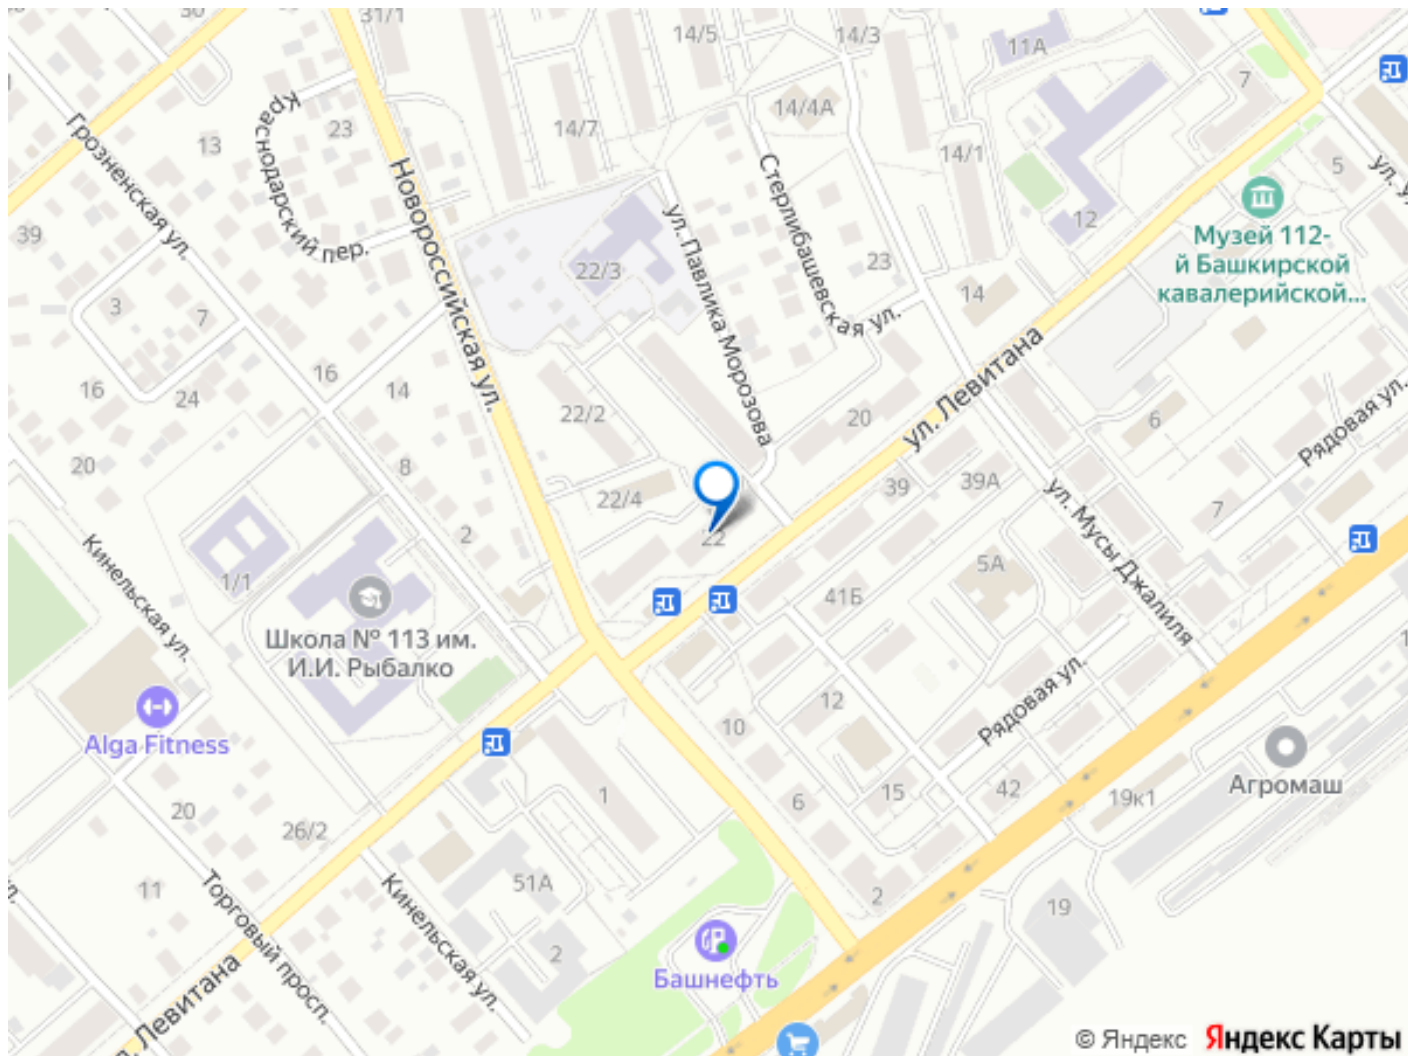 30
31/1
14/5
14/3
11А
7
14/4А
Краснодарский пер.
23
13
Грозненская ул.
14/7
14/1
5
Новороссийская ул.
Стерлибашевская ул.
ул. Павлика Морозова
12
Музей 112-
й Башкирской
кавалерийской...
39
22/3
23
14
3
7
16
14
16
24
22/2
20
ул. Левитана
6
Рядовая ул.
20
8
22/4
39
39А
ул. Мусы Джалиля
7
2
22
Кинельская ул.
1/1
5А
41Б
Школа № 113 им.
И.И. Рыбалко
Рядовая ул.
12
10
Alga Fitness
Агромаш
1
6
15
42
19к1
20
26/2
51А
11
Торговый просп.
Кинельская ул.
2
2
19
Башнефть
Левитана
© Яндекс Яндекс Карты